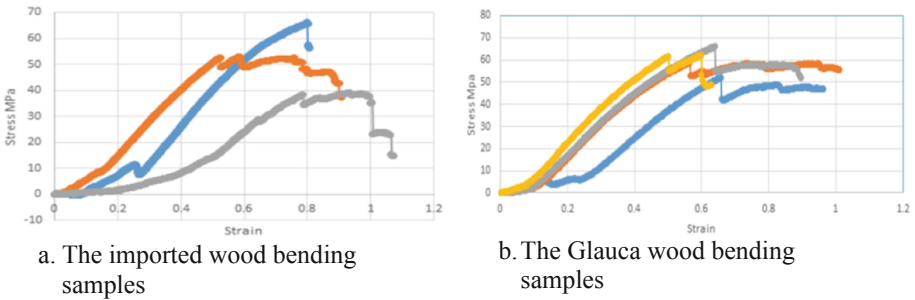 70
60
50
40
30
20
10
0
-10
Stress MPa
0 0.2 0.4 0.6 0.8 1 1.2
Strain
80
70
60
50
40
30
20
10
0
Stress Mpa
0 0.2 0.4 0.6 0.8 1 1.2
Strain
a. The imported wood bending
samples
b. The Glauca wood bending
samples